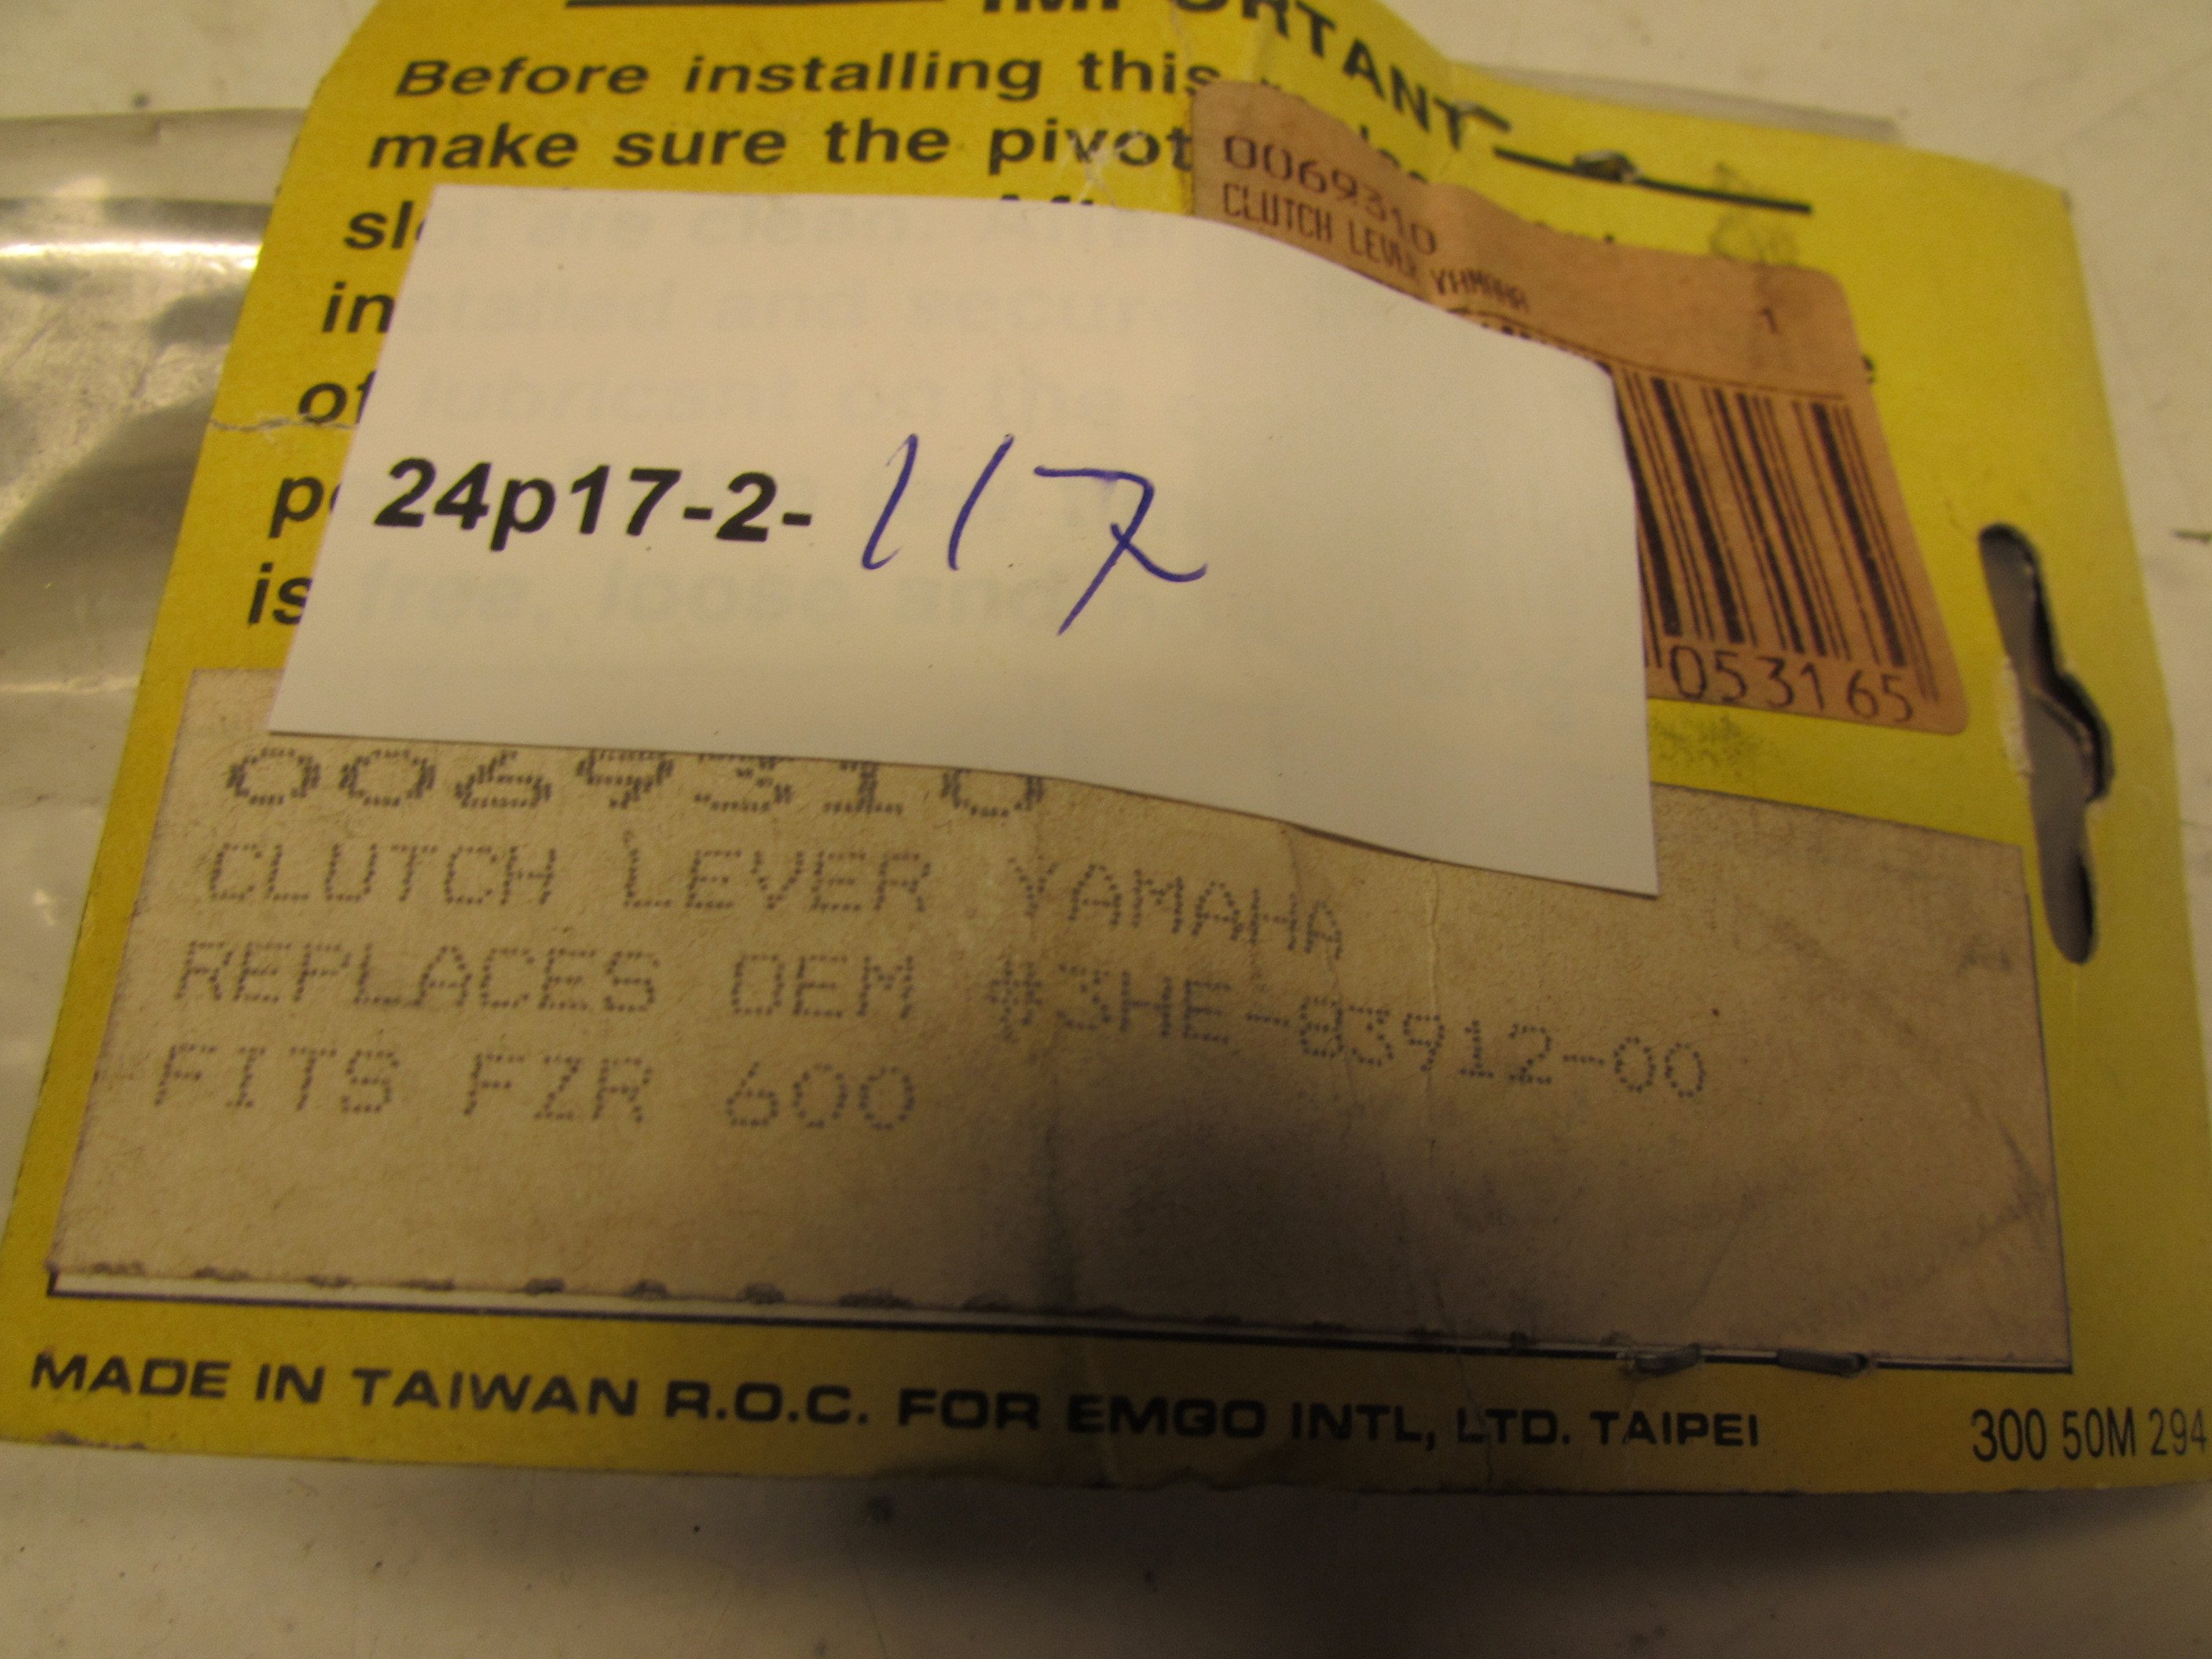 IMPORTANT
Before installing this
make sure the pivot
is
24p17-2-117
0069310
CLUTCH LEVER YAMAHA
1
053165
0069310
CLUTCH LEVER YAMAHA
REPLACES OEM #3HE-83912-00
FITS FZR 600
MADE IN TAIWAN R.O.C. FOR EMGO INTL, LTD. TAIPEI
300 50M 294